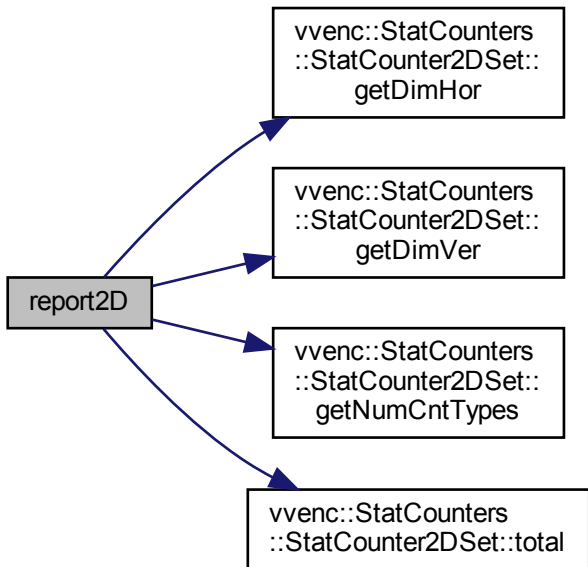 vvenc::StatCounters
::StatCounter2DSet::
getDimHor
vvenc::StatCounters
::StatCounter2DSet::
getDimVer
report2D
vvenc::StatCounters
::StatCounter2DSet::
getNumCntTypes
vvenc::StatCounters
::StatCounter2DSet::total